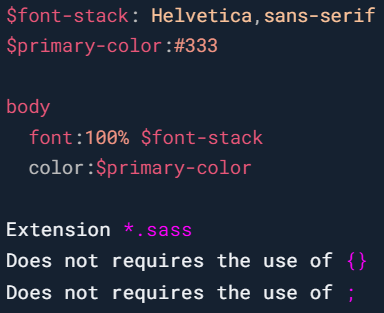 $font-stack: Helvetica,sans-serif
$primary-color:#333
body
  font:100% $font-stack
  color:$primary-color
Extension *.sass
Does not requires the use of {}
Does not requires the use of ;